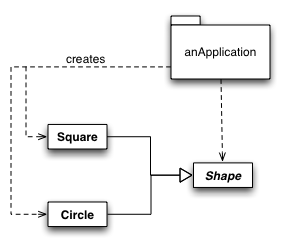 anApplication
creates
Square
Shape
Circle